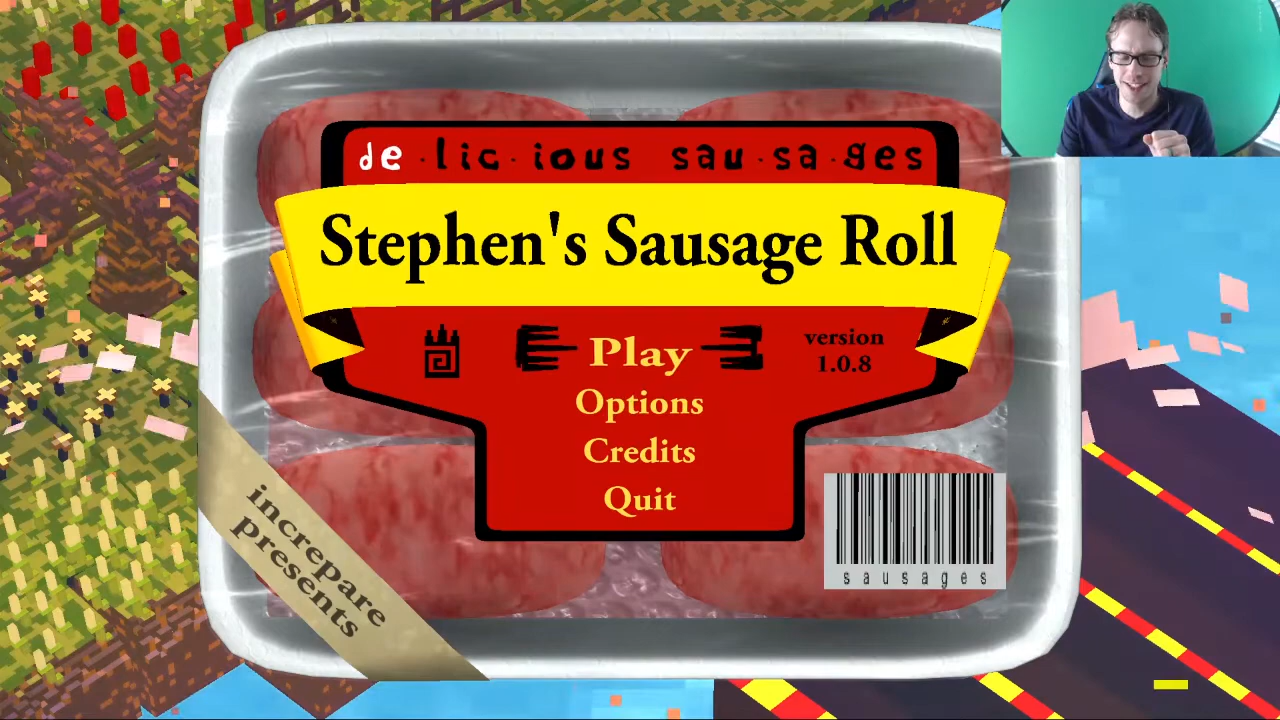 de·lic·ious sau·sa·ges
Stephen's Sausage Roll
Play
version
1.0.8
Options
Credits
Quit
increpare
presents
sausages